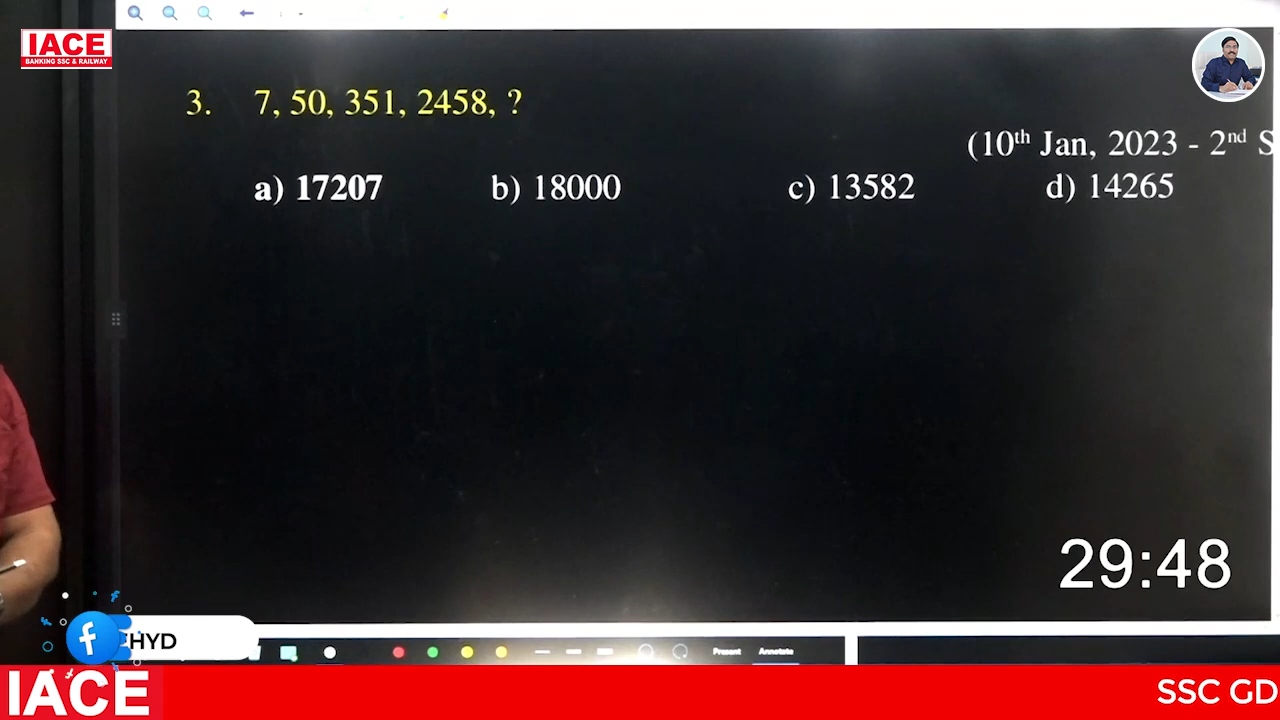 IACE
BANKING SSC & RAILWAY
3. 7, 50, 351, 2458, ?
(10th Jan, 2023 - 2nd S
a) 17207 b) 18000 c) 13582 d) 14265
29:48
HYD
Present Annotate
IACE
SSC GD